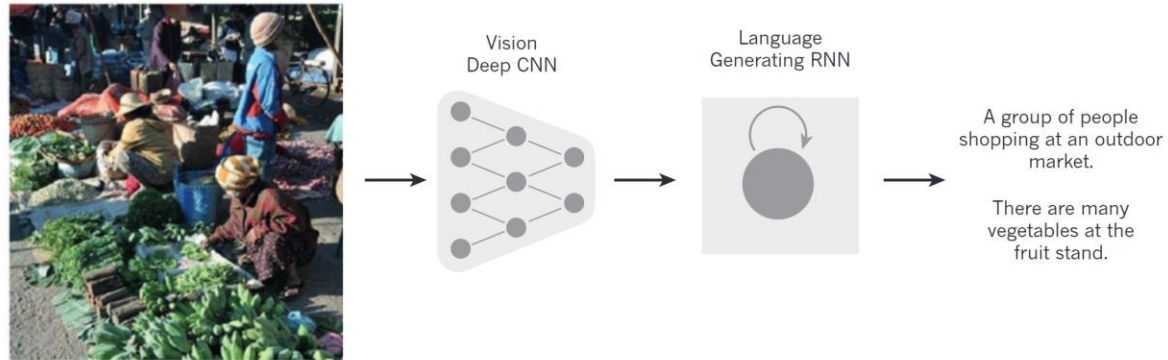 Vision
Deep CNN
Language
Generating RNN
A group of people
shopping at an outdoor
market.
There are many
vegetables at the
fruit stand.